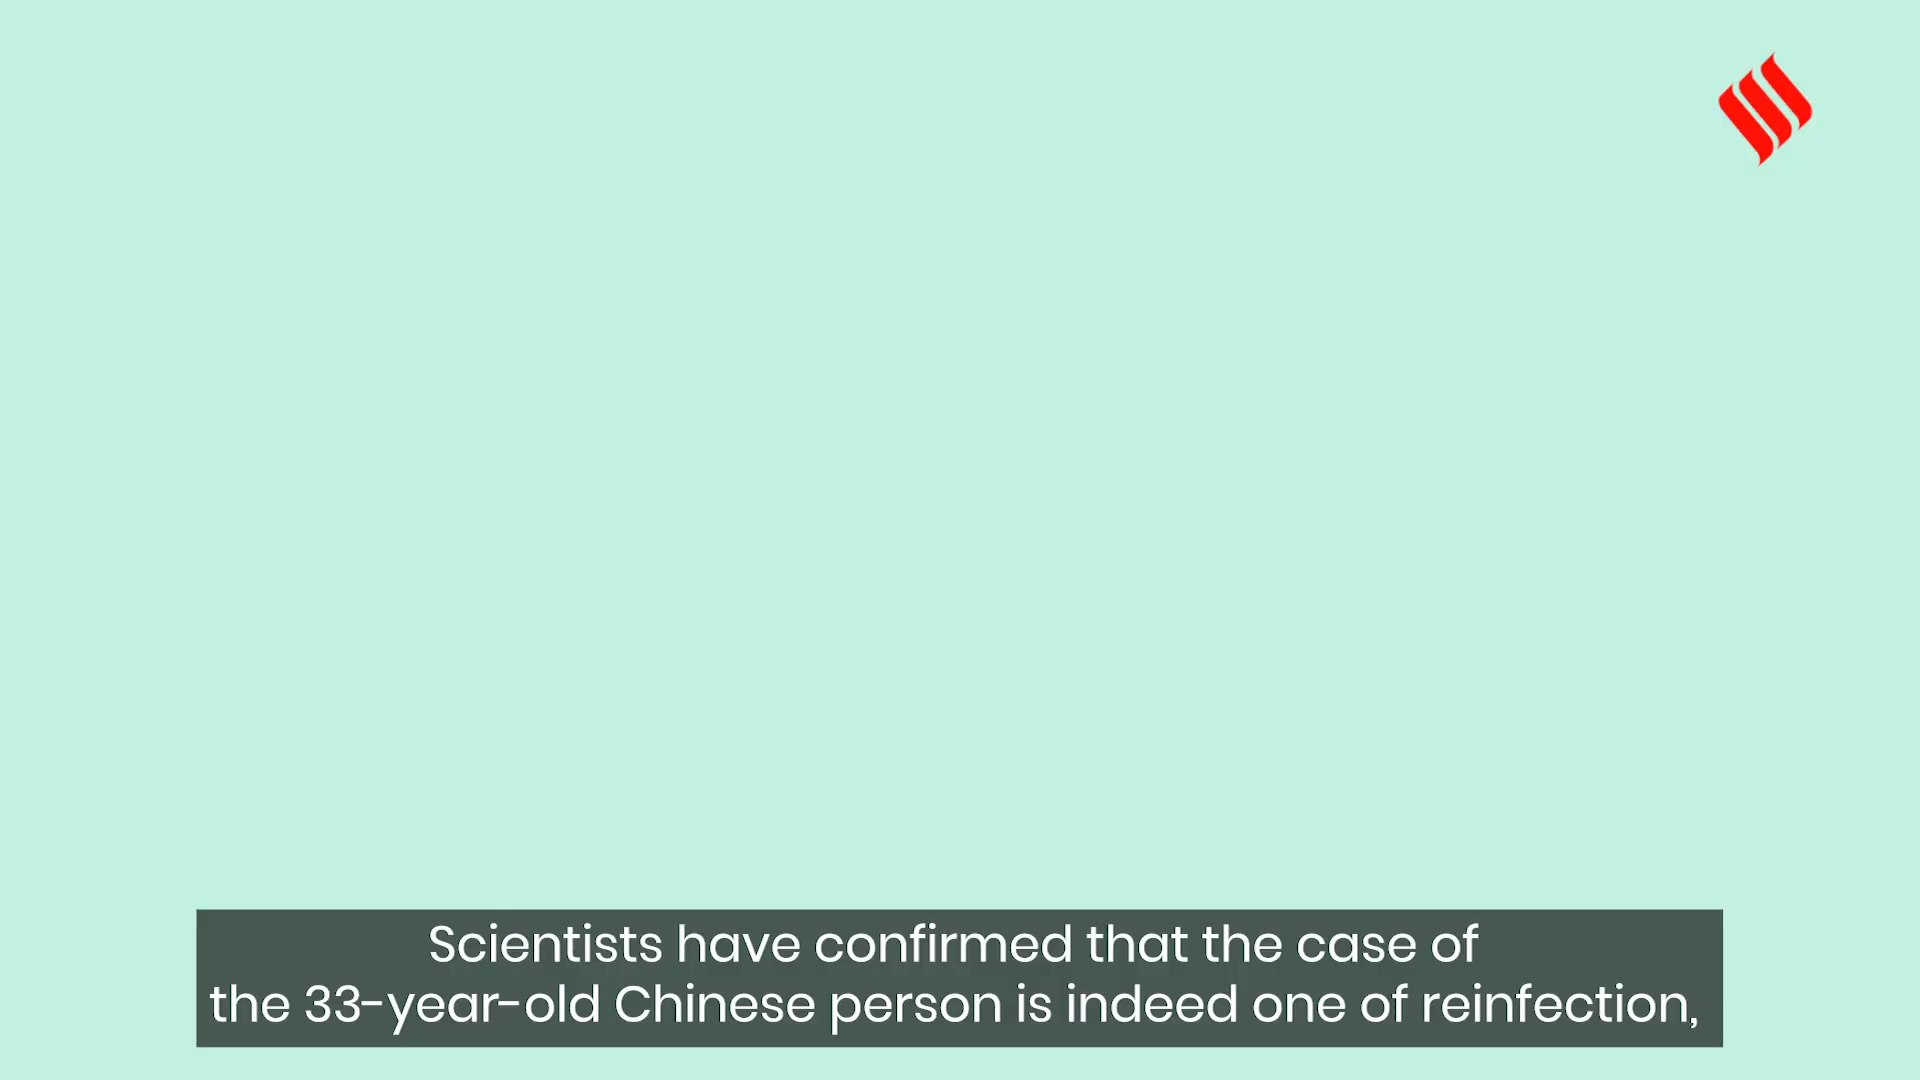 Scientists have confirmed that the case of
the 33-year-old Chinese person is indeed one of reinfection,